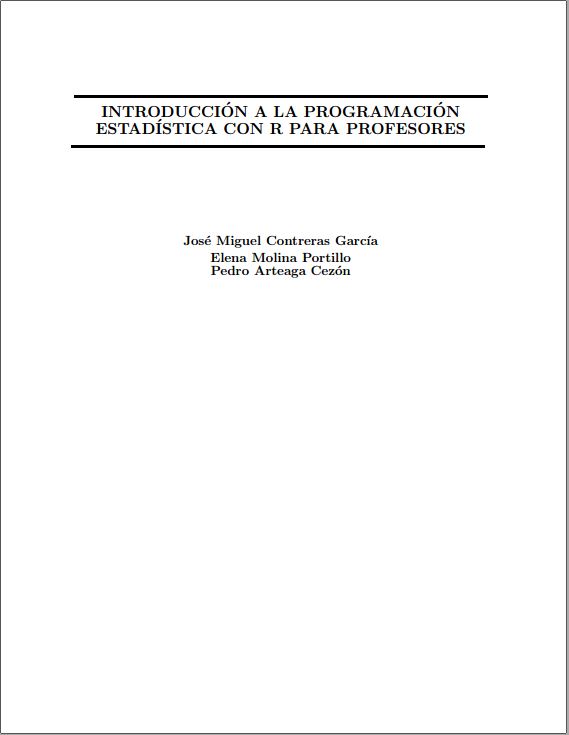 INTRODUCCIÓN A LA PROGRAMACIÓN
ESTADÍSTICA CON R PARA PROFESORES
José Miguel Contreras García
Elena Molina Portillo
Pedro Arteaga Cezón